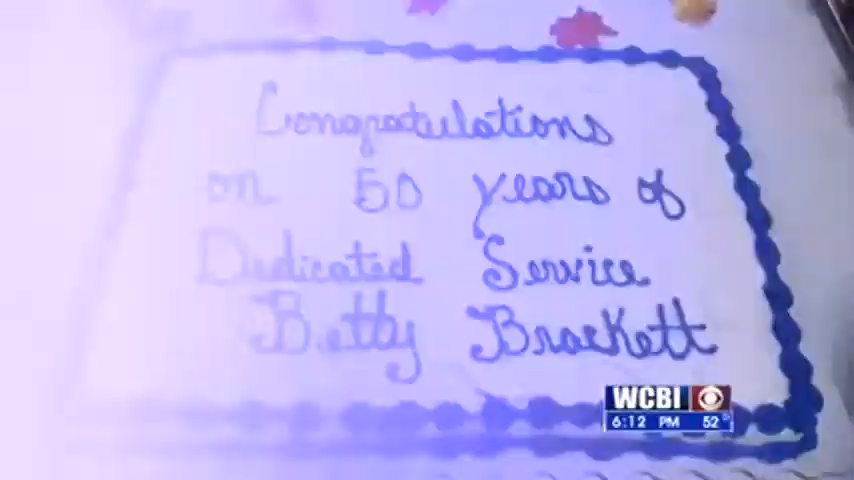 Congratulations
on 50 years of
Dedicated Service
Betty Brackett
WCBI
6:12 PM 52°